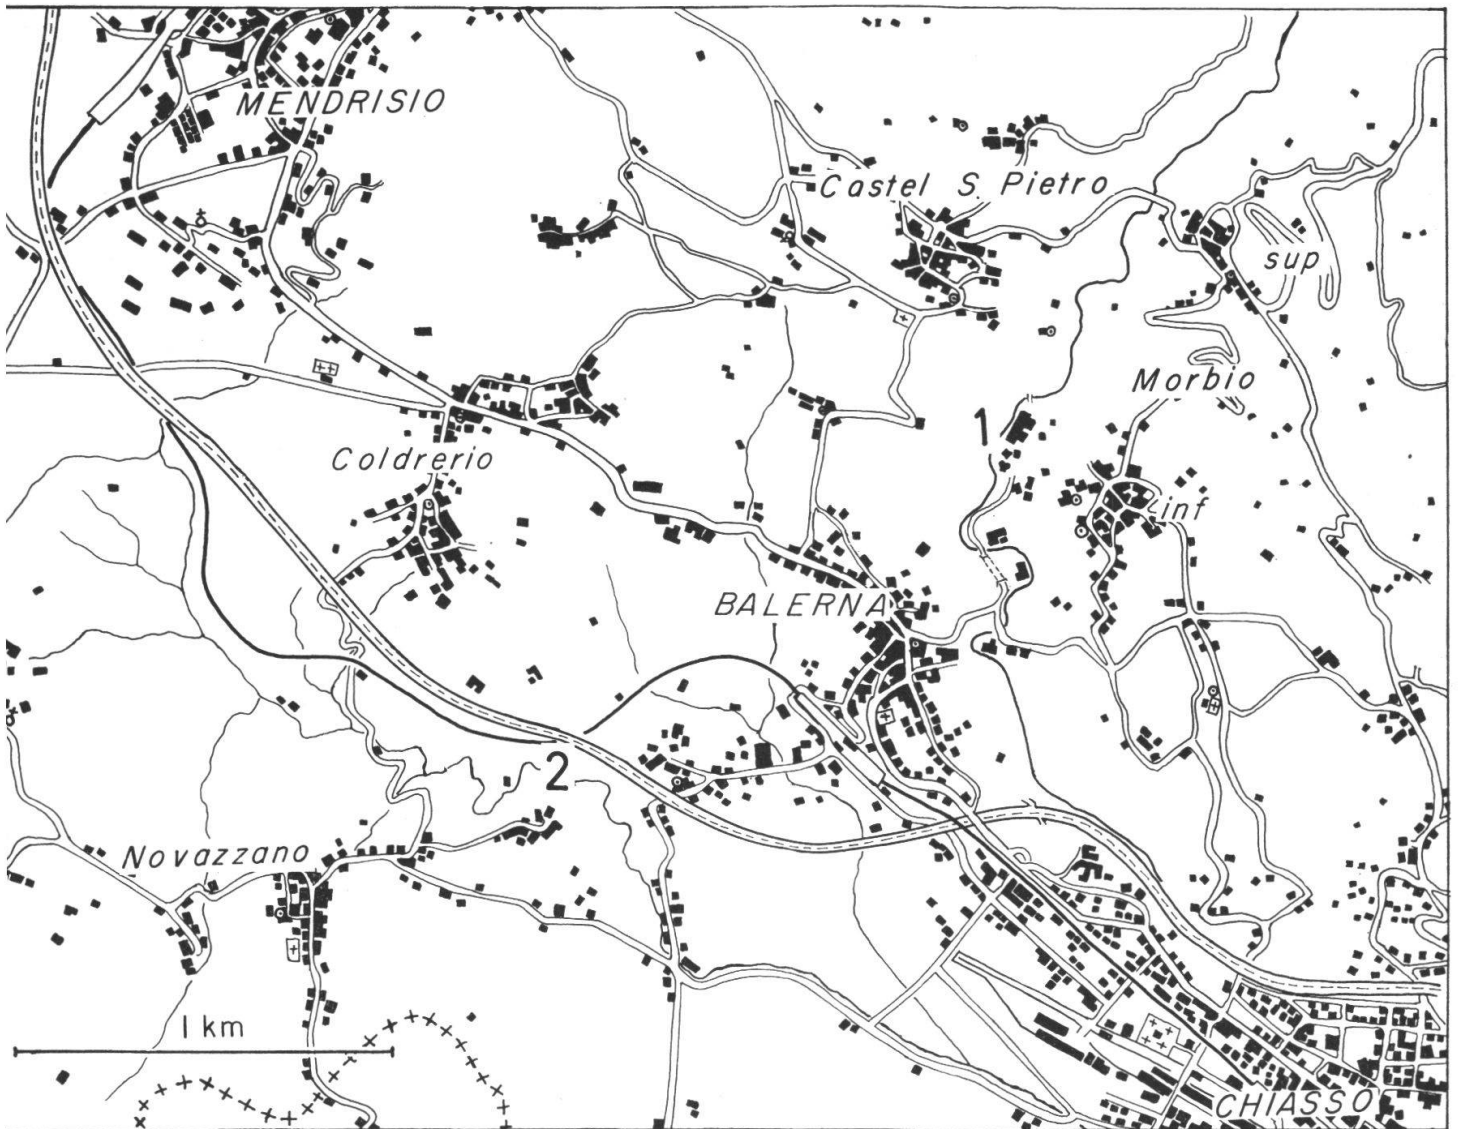 MENDRISIO
Castel S. Pietro
sup
Morbio
1
Coldrerio
inf
BALERNA
2
Novazzano
1 km
CHIASSO